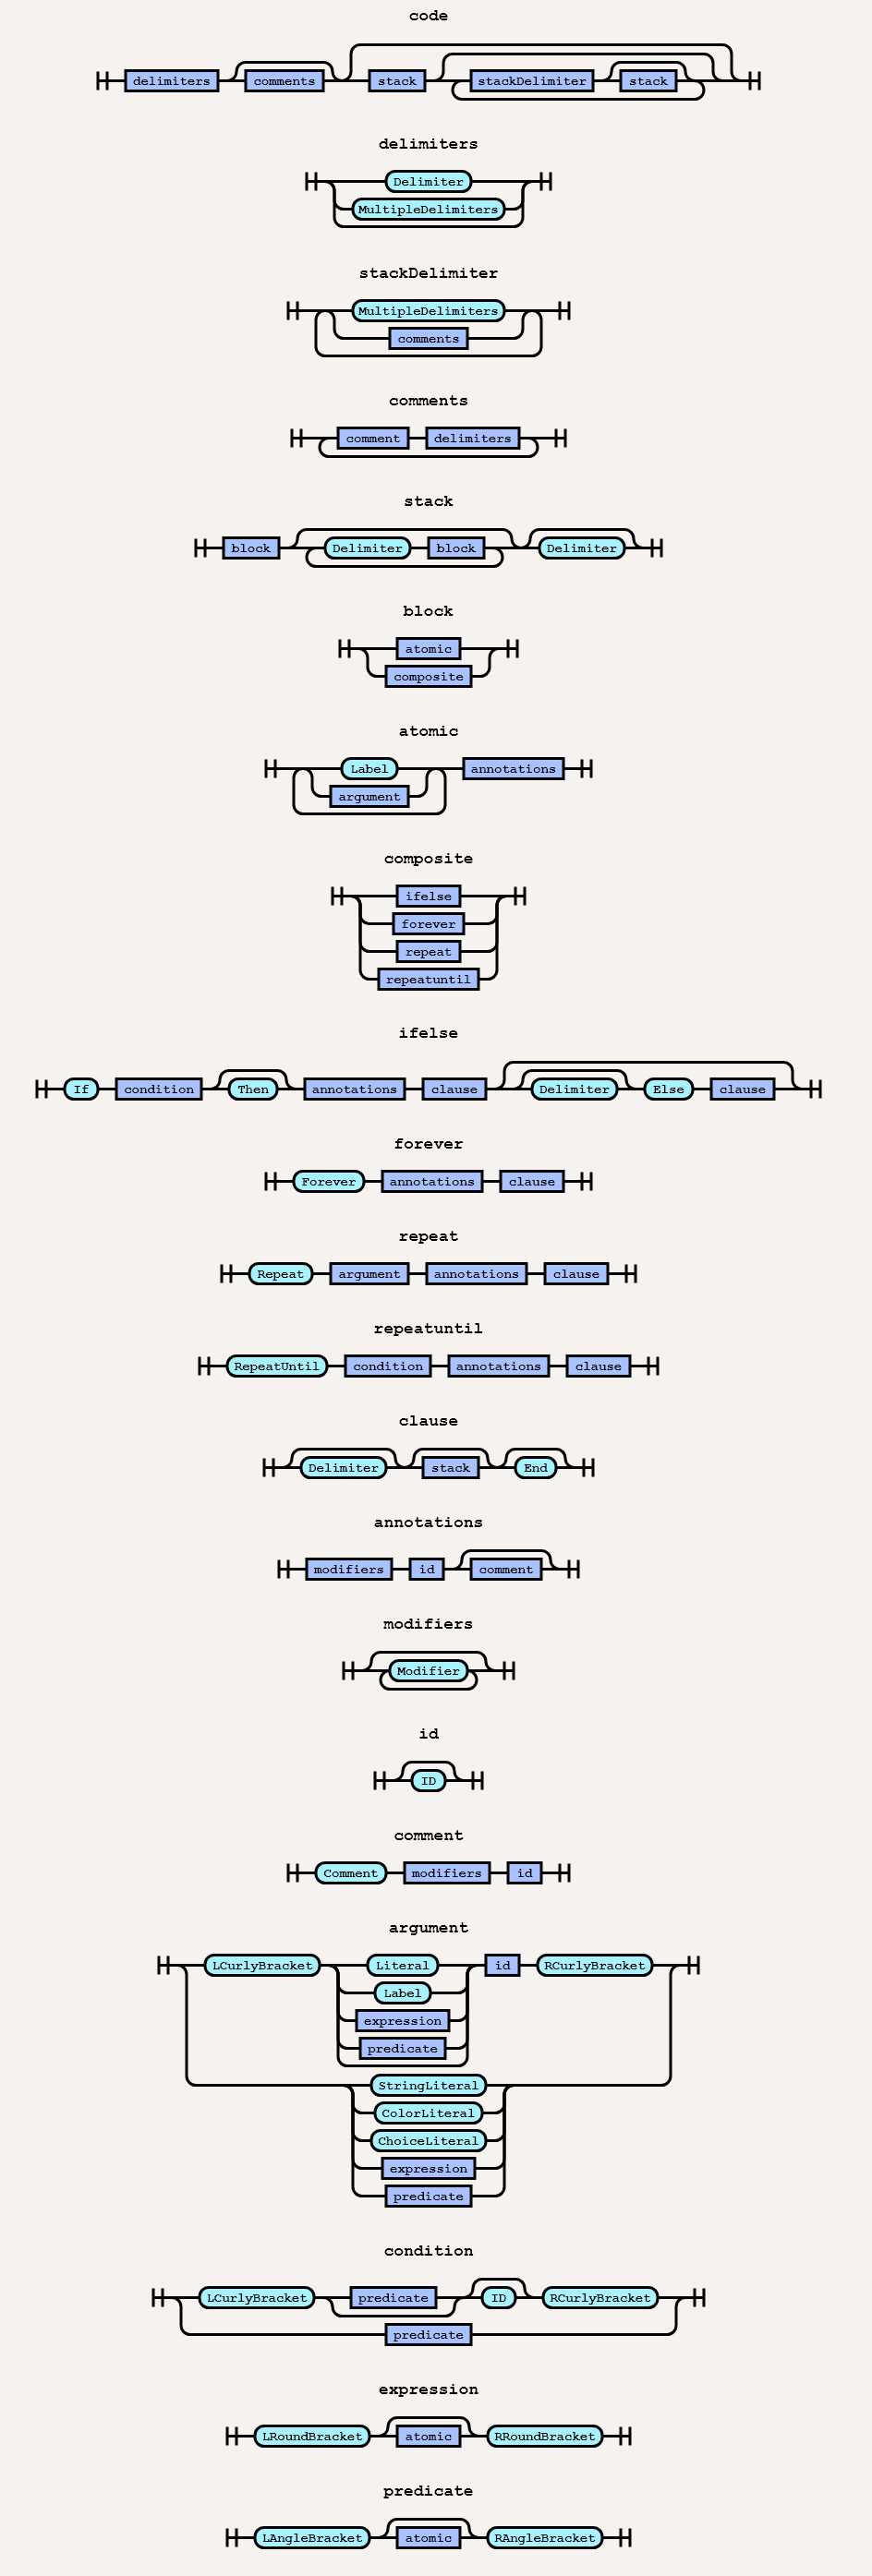 code
delimiters comments stack stackDelimiter stack
delimiters
Delimiter
MultipleDelimiters
stackDelimiter
MultipleDelimiters
comments
comments
comment delimiters
stack
block Delimiter block Delimiter
block
atomic
composite
atomic
Label annotations
argument
composite
ifelse
forever
repeat
repeatuntil
ifelse
If condition Then annotations clause Delimiter Else clause
forever
Forever annotations clause
repeat
Repeat argument annotations clause
repeatuntil
RepeatUntil condition annotations clause
clause
Delimiter stack End
annotations
modifiers id comment
modifiers
Modifier
id
ID
comment
Comment modifiers id
argument
LCurlyBracket Literal id RCurlyBracket
Label
expression
predicate
StringLiteral
ColorLiteral
ChoiceLiteral
expression
predicate
condition
LCurlyBracket predicate ID RCurlyBracket
predicate
expression
LRoundBracket atomic RRoundBracket
predicate
LAngleBracket atomic RAngleBracket